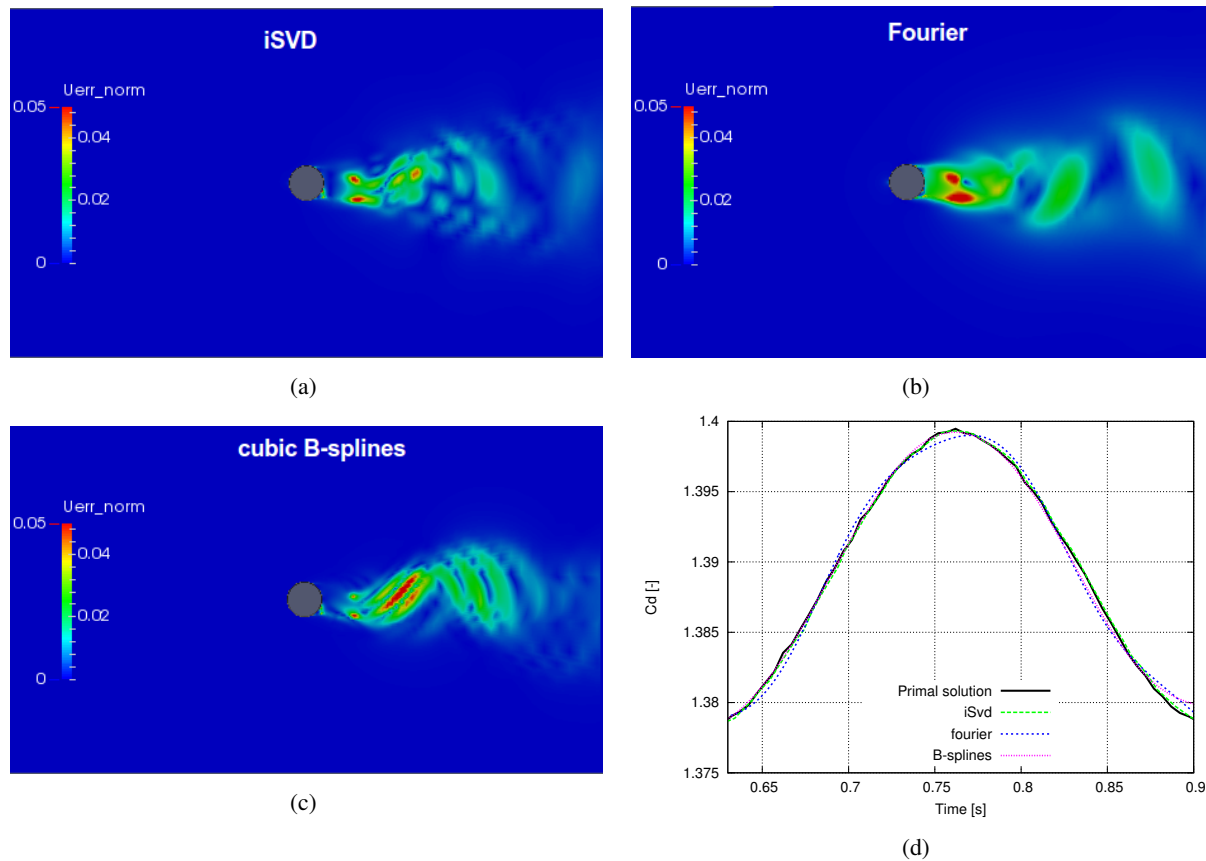 iSVD
Uerr_norm
0.05
0.04
0.02
0
(a)
Fourier
Uerr_norm
0.05
0.04
0.02
0
(b)
cubic B-splines
Uerr_norm
0.05
0.04
0.02
0
(c)
1.4
1.395
1.39
1.385
1.38
1.375
Cd [-]
Primal solution
iSvd
fourier
B-splines
0.65 0.7 0.75 0.8 0.85 0.9
Time [s]
(d)